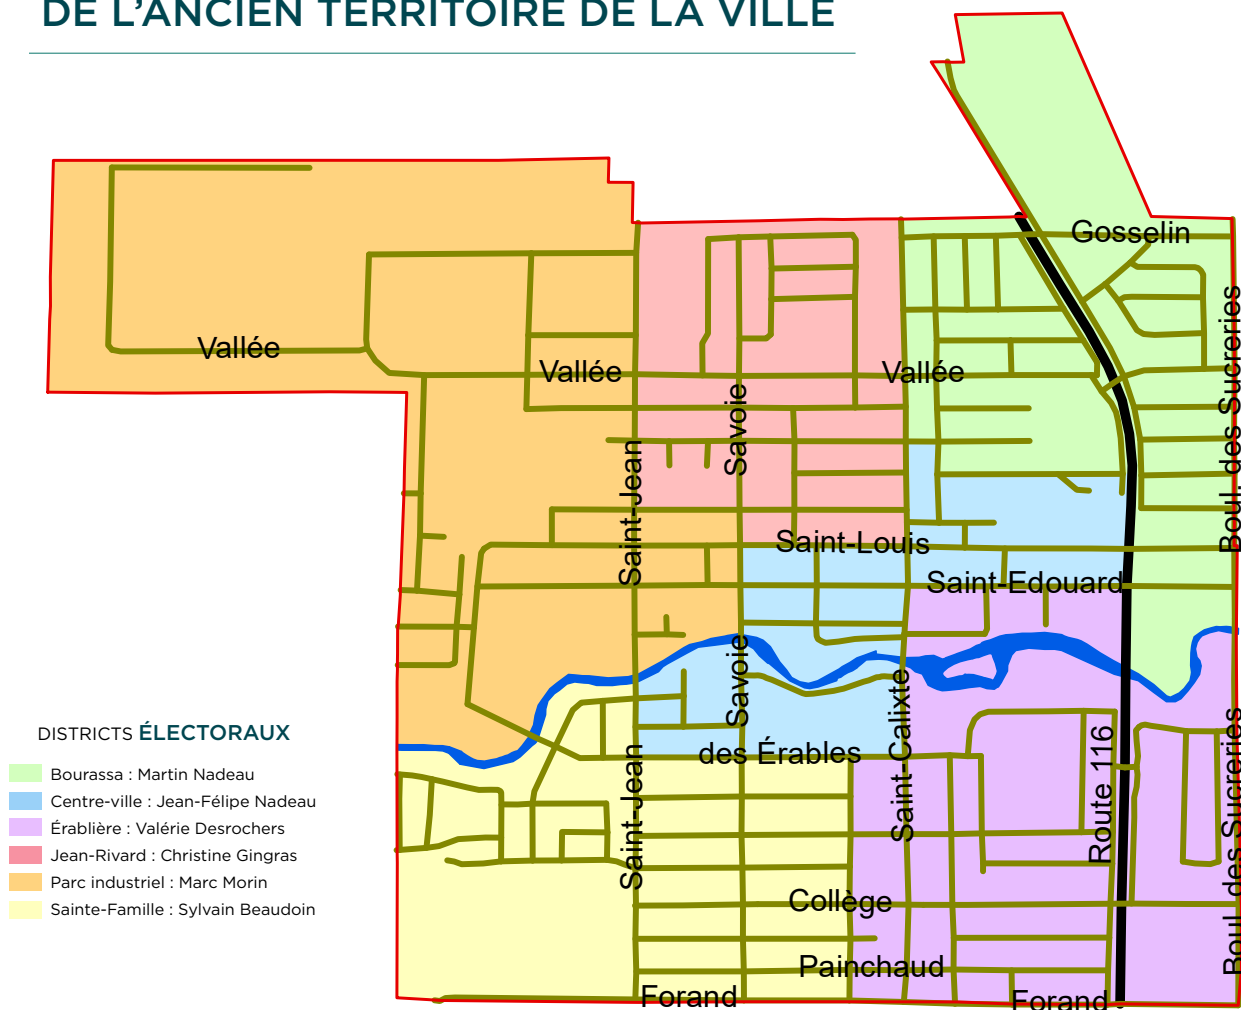 DE L'ANCIEN TERRITOIRE DE LA VILLE
Gosselin
Vallée
Vallée
Vallée
Savoie
Boul. des Sucreries
Saint-Jean
Saint-Louis
Saint-Edouard
Savoie
Saint-Calixte
des Érables
Route 116
Saint-Jean
Boul. des Sucreries
Collège
Painchaud
Forand
Forand
DISTRICTS ÉLECTORAUX
Bourassa : Martin Nadeau
Centre-ville : Jean-Félipe Nadeau
Érablière : Valérie Desrochers
Jean-Rivard : Christine Gingras
Parc industriel : Marc Morin
Sainte-Famille : Sylvain Beaudoin